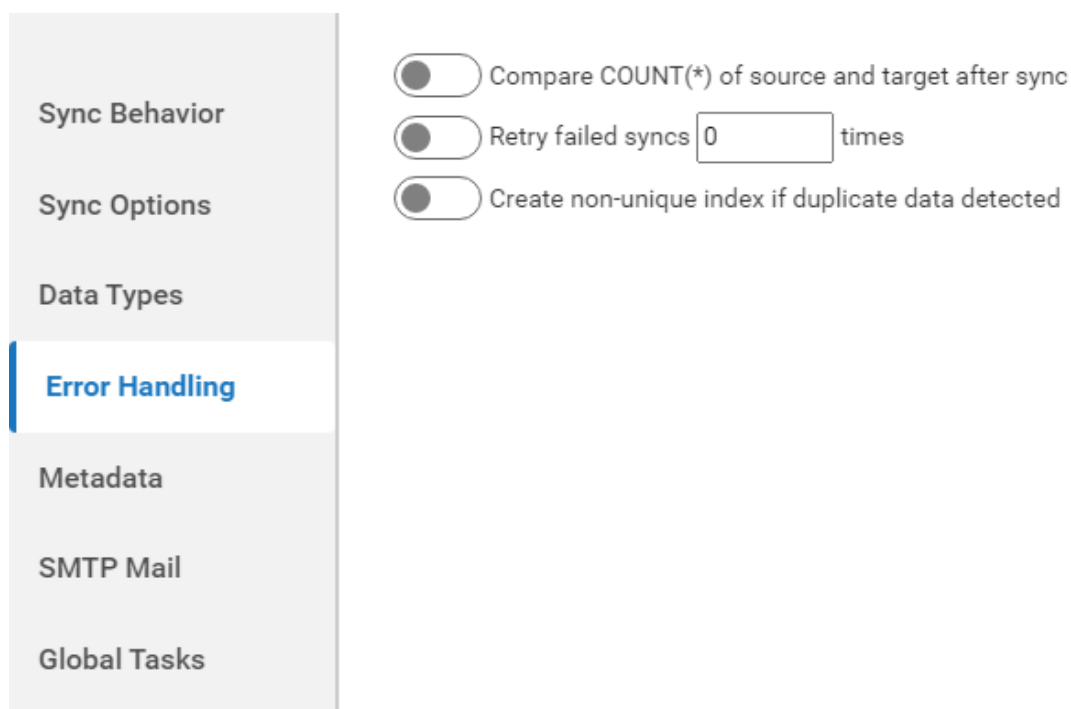 Sync Behavior
Sync Options
Data Types
Error Handling
Metadata
SMTP Mail
Global Tasks
Compare COUNT(*) of source and target after sync
Retry failed syncs 0 times
Create non-unique index if duplicate data detected